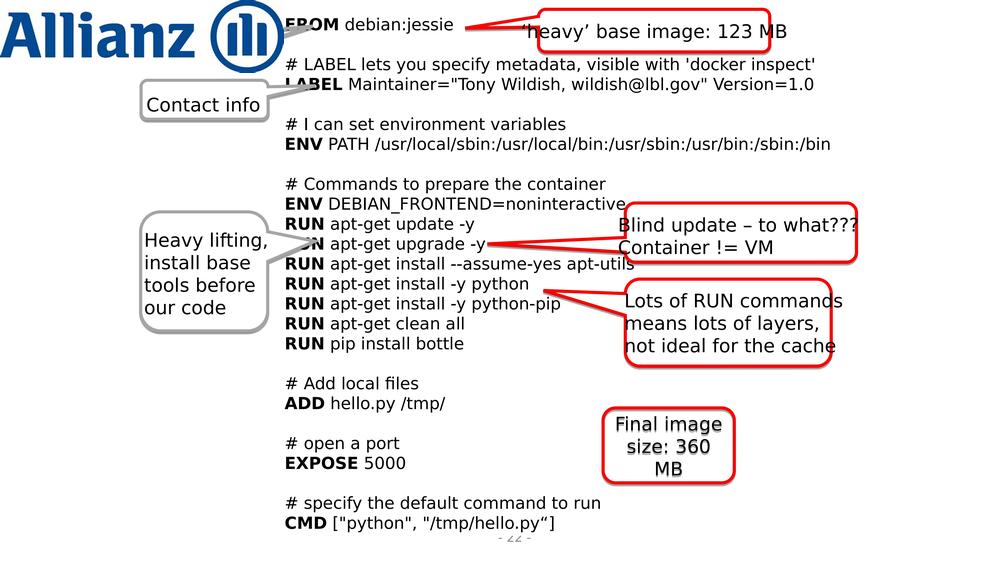 Allianz
FROM debian:jessie
‘heavy’ base image: 123 MB
# LABEL lets you specify metadata, visible with 'docker inspect'
LABEL Maintainer="Tony Wildish, wildish@lbl.gov" Version=1.0
Contact info
# I can set environment variables
ENV PATH /usr/local/sbin:/usr/local/bin:/usr/sbin:/usr/bin:/sbin:/bin
# Commands to prepare the container
ENV DEBIAN_FRONTEND=noninteractive
RUN apt-get update -y
RUN apt-get upgrade -y
RUN apt-get install --assume-yes apt-utils
RUN apt-get install -y python
RUN apt-get install -y python-pip
RUN apt-get clean all
RUN pip install bottle
Blind update – to what???
Container != VM
Heavy lifting,
install base
tools before
our code
Lots of RUN commands
means lots of layers,
not ideal for the cache
# Add local files
ADD hello.py /tmp/
Final image
size: 360
MB
# open a port
EXPOSE 5000
# specify the default command to run
CMD ["python", "/tmp/hello.py“]
- 22 -